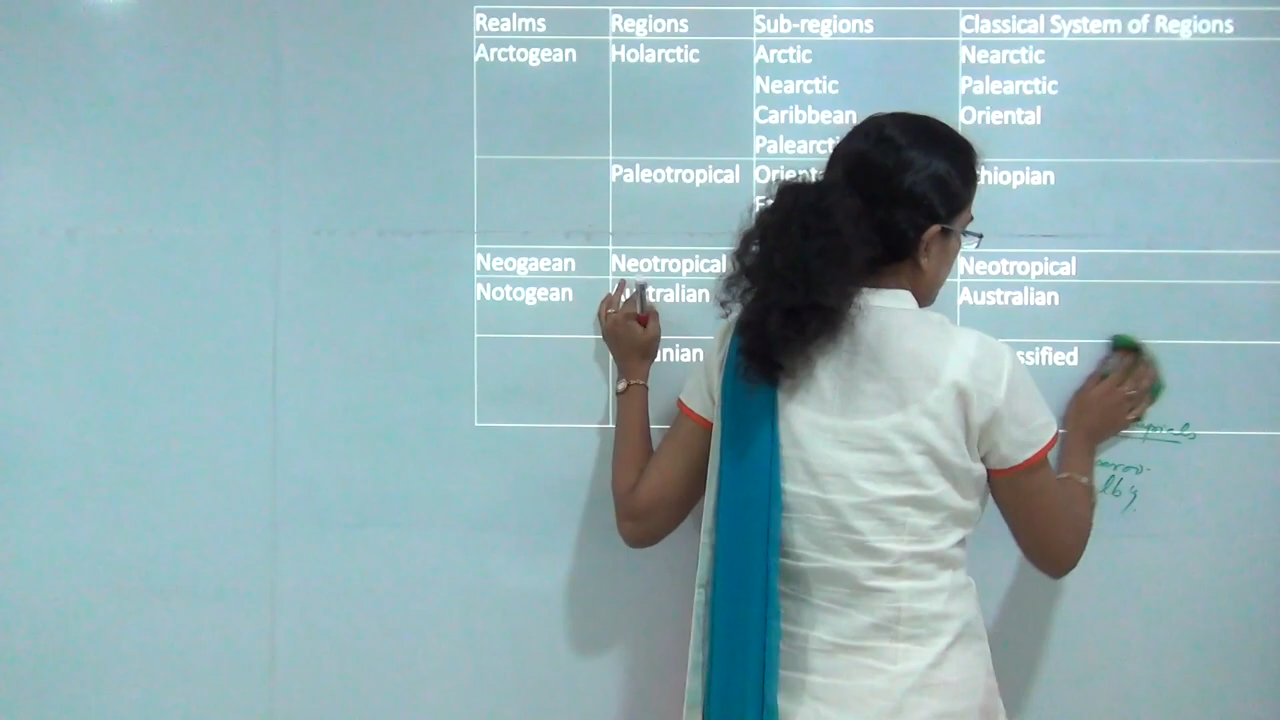 Realms Regions Sub-regions Classical System of Regions
Arctogean Holarctic Arctic Nearctic
Nearctic Palearctic
Caribbean Oriental
Paleotropical
Neogaean Neotropical Neotropical
Notogean Australian